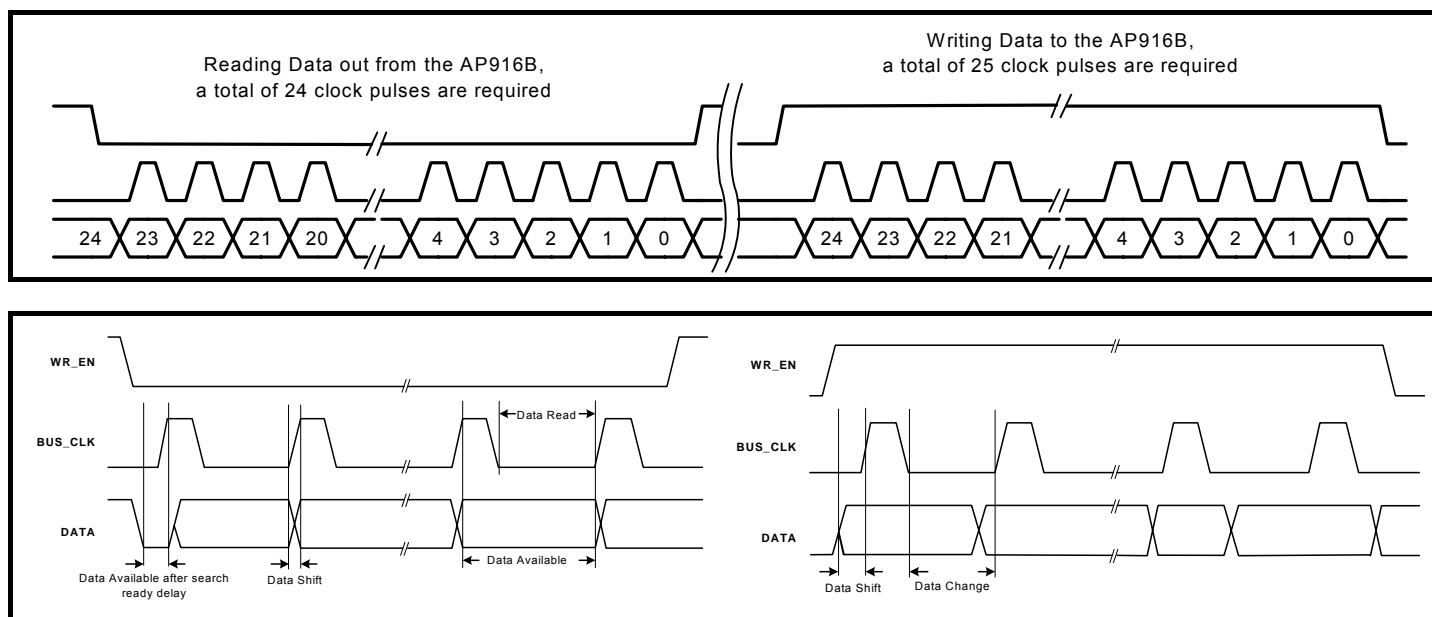 Reading Data out from the AP916B,
a total of 24 clock pulses are required
Writing Data to the AP916B,
a total of 25 clock pulses are required
24 23 22 21 20 4 3 2 1 0
24 23 22 21 4 3 2 1 0
WR_EN
BUS_CLK
DATA
Data Read
Data Available
Data Available after search
ready delay
Data Shift
WR_EN
BUS_CLK
DATA
Data Shift
Data Change